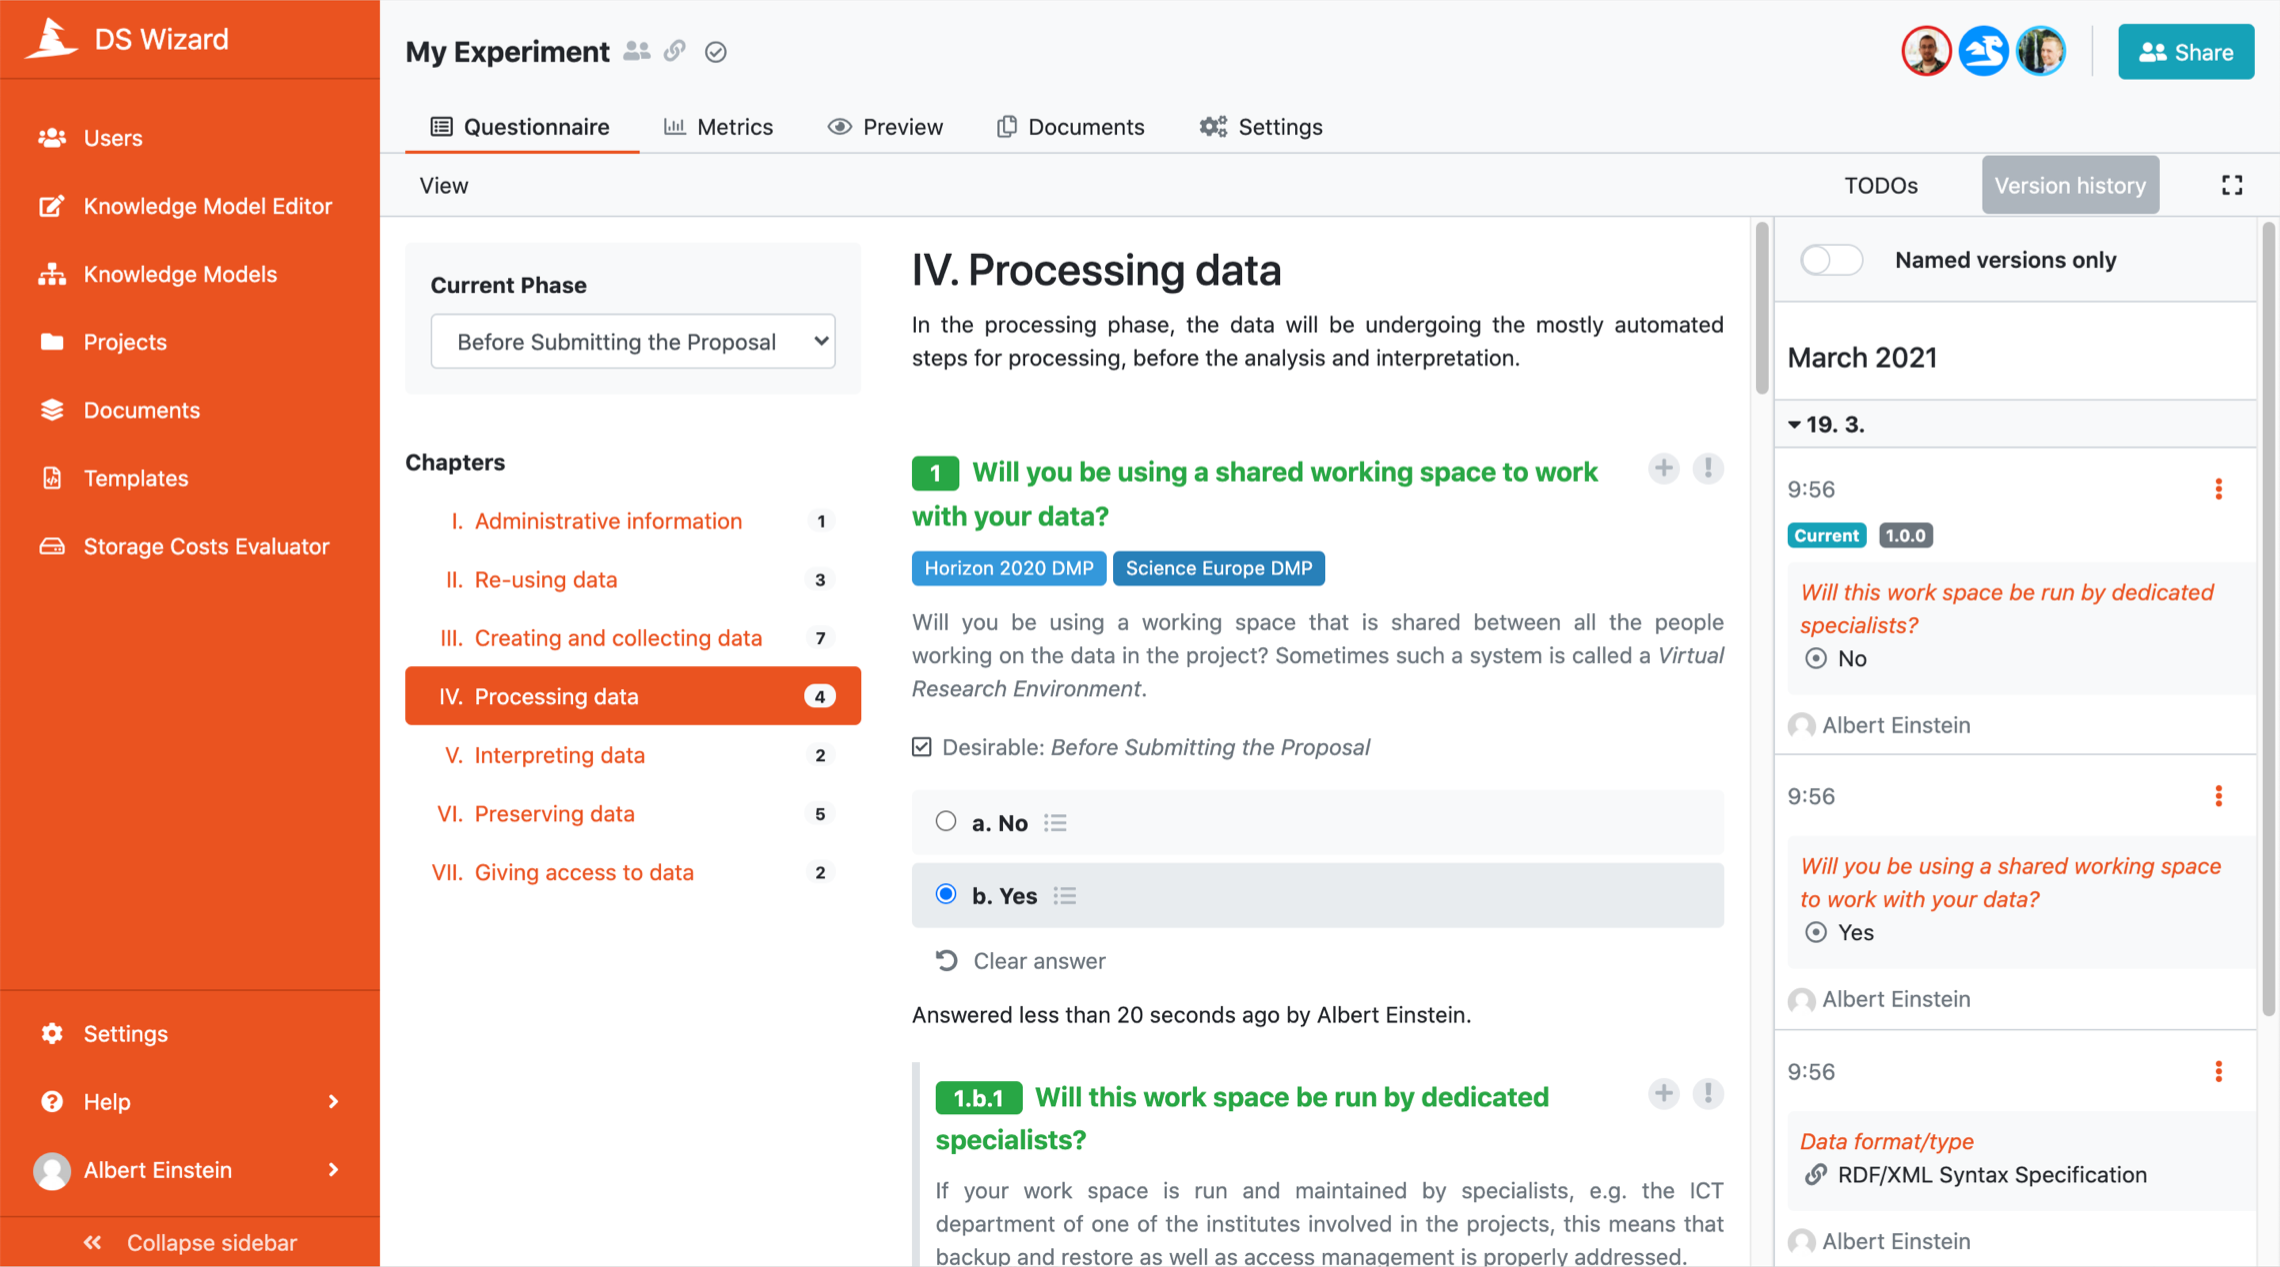 DS Wizard
Users
Knowledge Model Editor
Knowledge Models
Projects
Documents
Templates
Storage Costs Evaluator
Settings
Help
Albert Einstein
Collapse sidebar
My Experiment
Share
Questionnaire
Metrics
Preview
Documents
Settings
View
TODOs
Version history
Current Phase
Before Submitting the Proposal
Chapters
I. Administrative information 1
II. Re-using data 3
III. Creating and collecting data 7
IV. Processing data 4
V. Interpreting data 2
VI. Preserving data 5
VII. Giving access to data 2
IV. Processing data
In the processing phase, the data will be undergoing the mostly automated
steps for processing, before the analysis and interpretation.
1 Will you be using a shared working space to work
with your data?
Horizon 2020 DMP Science Europe DMP
Will you be using a working space that is shared between all the people
working on the data in the project? Sometimes such a system is called a Virtual
Research Environment.
Desirable: Before Submitting the Proposal
a. No
b. Yes
Clear answer
Answered less than 20 seconds ago by Albert Einstein.
1.b.1 Will this work space be run by dedicated
specialists?
If your work space is run and maintained by specialists, e.g. the ICT
department of one of the institutes involved in the projects, this means that
backup and restore as well as access management is properly addressed.
Named versions only
March 2021
19. 3.
9:56
Current 1.0.0
Will this work space be run by dedicated
specialists?
No
Albert Einstein
9:56
Will you be using a shared working space
to work with your data?
Yes
Albert Einstein
9:56
Data format/type
RDF/XML Syntax Specification
Albert Einstein